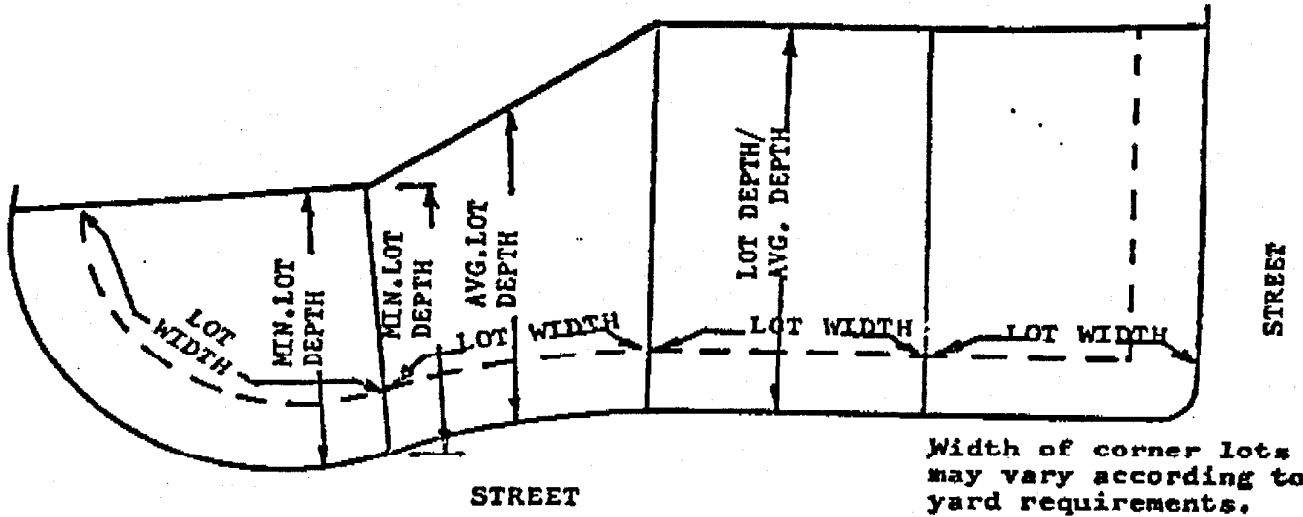 LOT
WIDTH
MIN.LOT
DEPTH
MIN.LOT
DEPTH
AVG.LOT
DEPTH
LOT WIDTH
LOT DEPTH/
AVG. DEPTH
LOT WIDTH
LOT WIDTH
STREET
STREET
Width of corner lots
may vary according to
yard requirements.